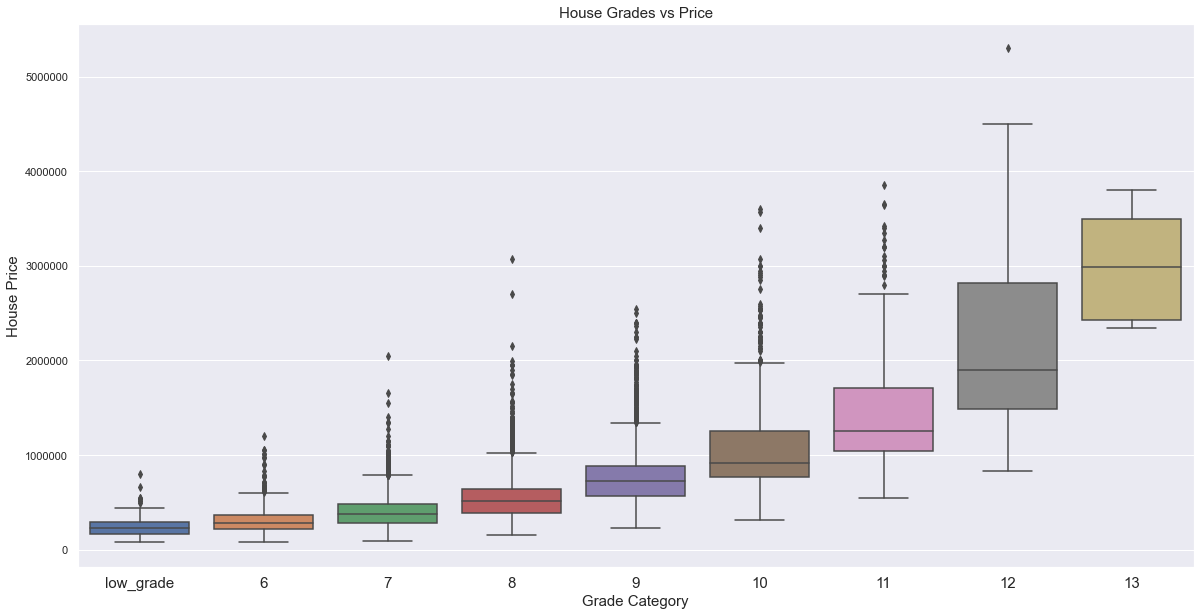 House Grades vs Price
House Price
5000000
4000000
3000000
2000000
1000000
0
low_grade 6 7 8 9 10 11 12 13
Grade Category